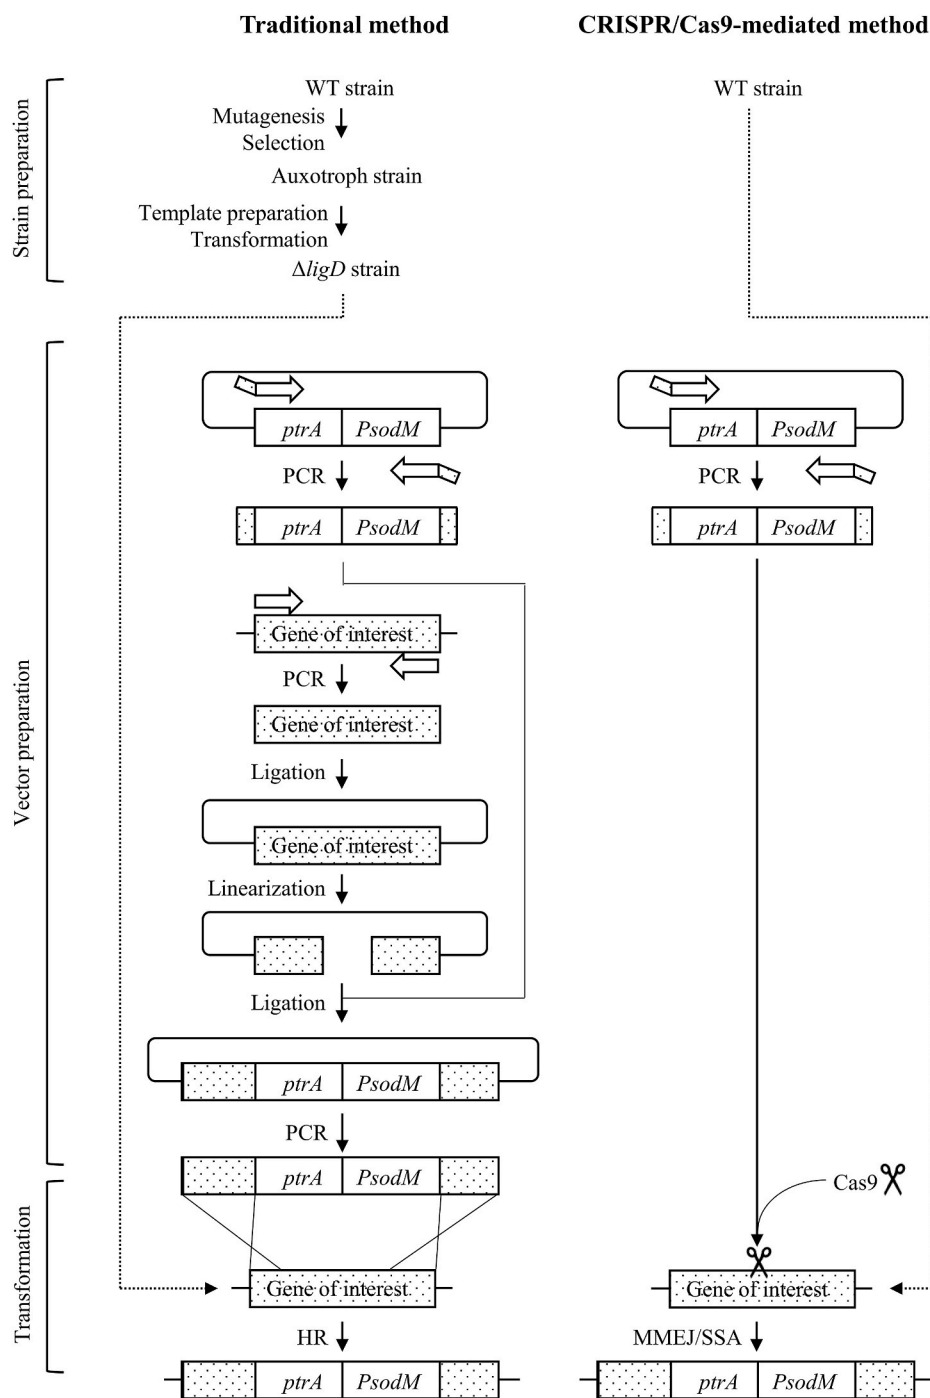 Traditional method
CRISPR/Cas9-mediated method
Strain preparation
WT strain
Mutagenesis
Selection
Auxotroph strain
Template preparation
Transformation
ΔligD strain
WT strain
Vector preparation
ptrA PsodM
PCR
ptrA PsodM
Gene of interest
PCR
Gene of interest
Ligation
Gene of interest
Linearization
Ligation
ptrA PsodM
PCR
ptrA PsodM
ptrA PsodM
PCR
ptrA PsodM
Transformation
Gene of interest
HR
ptrA PsodM
Cas9
Gene of interest
MMEJ/SSA
ptrA PsodM